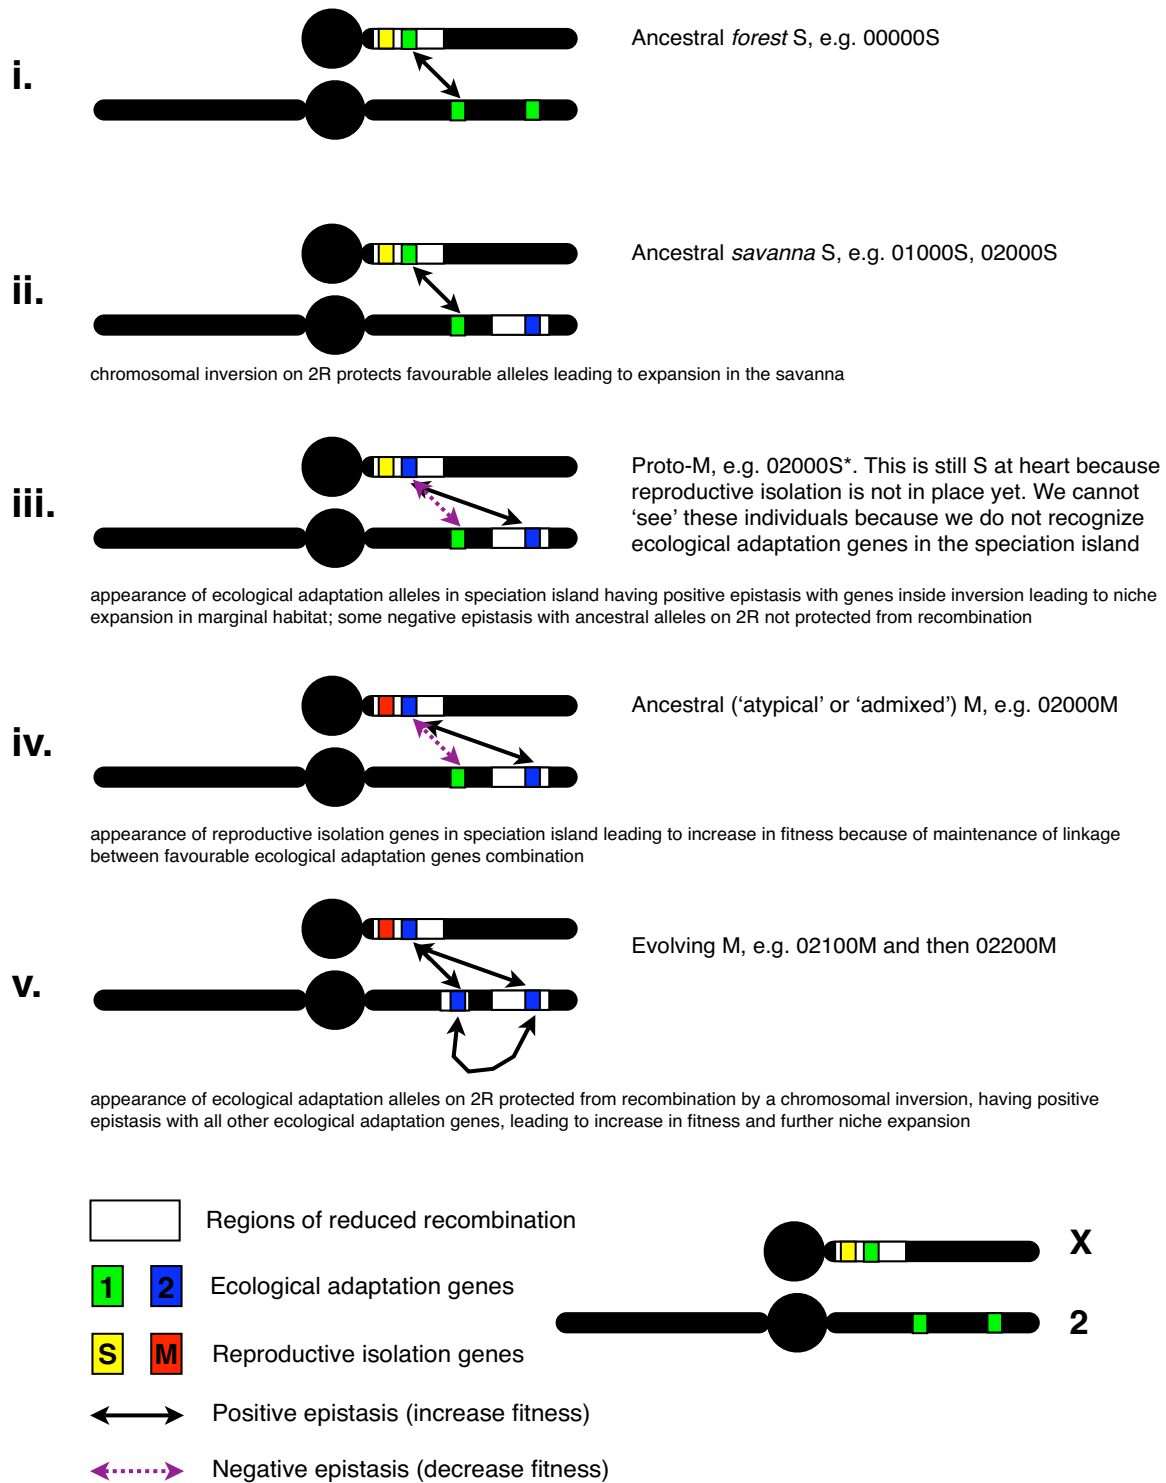 i.
Ancestral forest S, e.g. 00000S
ii.
Ancestral savanna S, e.g. 01000S, 02000S
chromosomal inversion on 2R protects favourable alleles leading to expansion in the savanna
iii.
Proto-M, e.g. 02000S*. This is still S at heart because
reproductive isolation is not in place yet. We cannot
‘see’ these individuals because we do not recognize
ecological adaptation genes in the speciation island
appearance of ecological adaptation alleles in speciation island having positive epistasis with genes inside inversion leading to niche
expansion in marginal habitat; some negative epistasis with ancestral alleles on 2R not protected from recombination
iv.
Ancestral (‘atypical’ or ‘admixed’) M, e.g. 02000M
appearance of reproductive isolation genes in speciation island leading to increase in fitness because of maintenance of linkage
between favourable ecological adaptation genes combination
v.
Evolving M, e.g. 02100M and then 02200M
appearance of ecological adaptation alleles on 2R protected from recombination by a chromosomal inversion, having positive
epistasis with all other ecological adaptation genes, leading to increase in fitness and further niche expansion
Regions of reduced recombination
1 2 Ecological adaptation genes
S M Reproductive isolation genes
Positive epistasis (increase fitness)
Negative epistasis (decrease fitness)
X
2